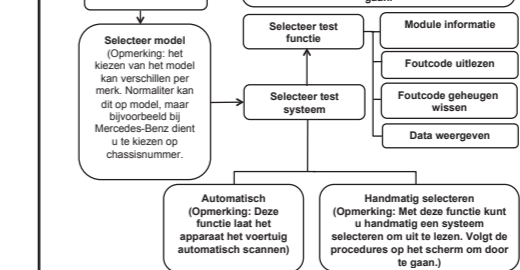 gaan.
Selecteer model
(Opmerking: het
kiezen van het model
kan verschillen per
merk. Normaliter kan
dit op model, maar
bijvoorbeeld bij
Mercedes-Benz dient
u te kiezen op
chassisnummer.
Selecteer test
functie
Module informatie
Foutcode uitlezen
Foutcode geheugen
wissen
Data weergeven
Selecteer test
systeem
Automatisch
(Opmerking: Deze
functie laat het
apparaat het voertuig
automatisch scannen)
Handmatig selecteren
(Opmerking: Met deze functie kunt
u handmatig een systeem
selecteren om uit te lezen. Volgt de
procedures op het scherm om door
te gaan.)